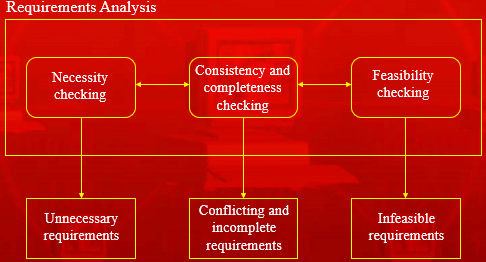 Requirements Analysis
Necessity
checking
Consistency and
completeness
checking
Feasibility
checking
Unnecessary
requirements
Conflicting and
incomplete
requirements
Infeasible
requirements